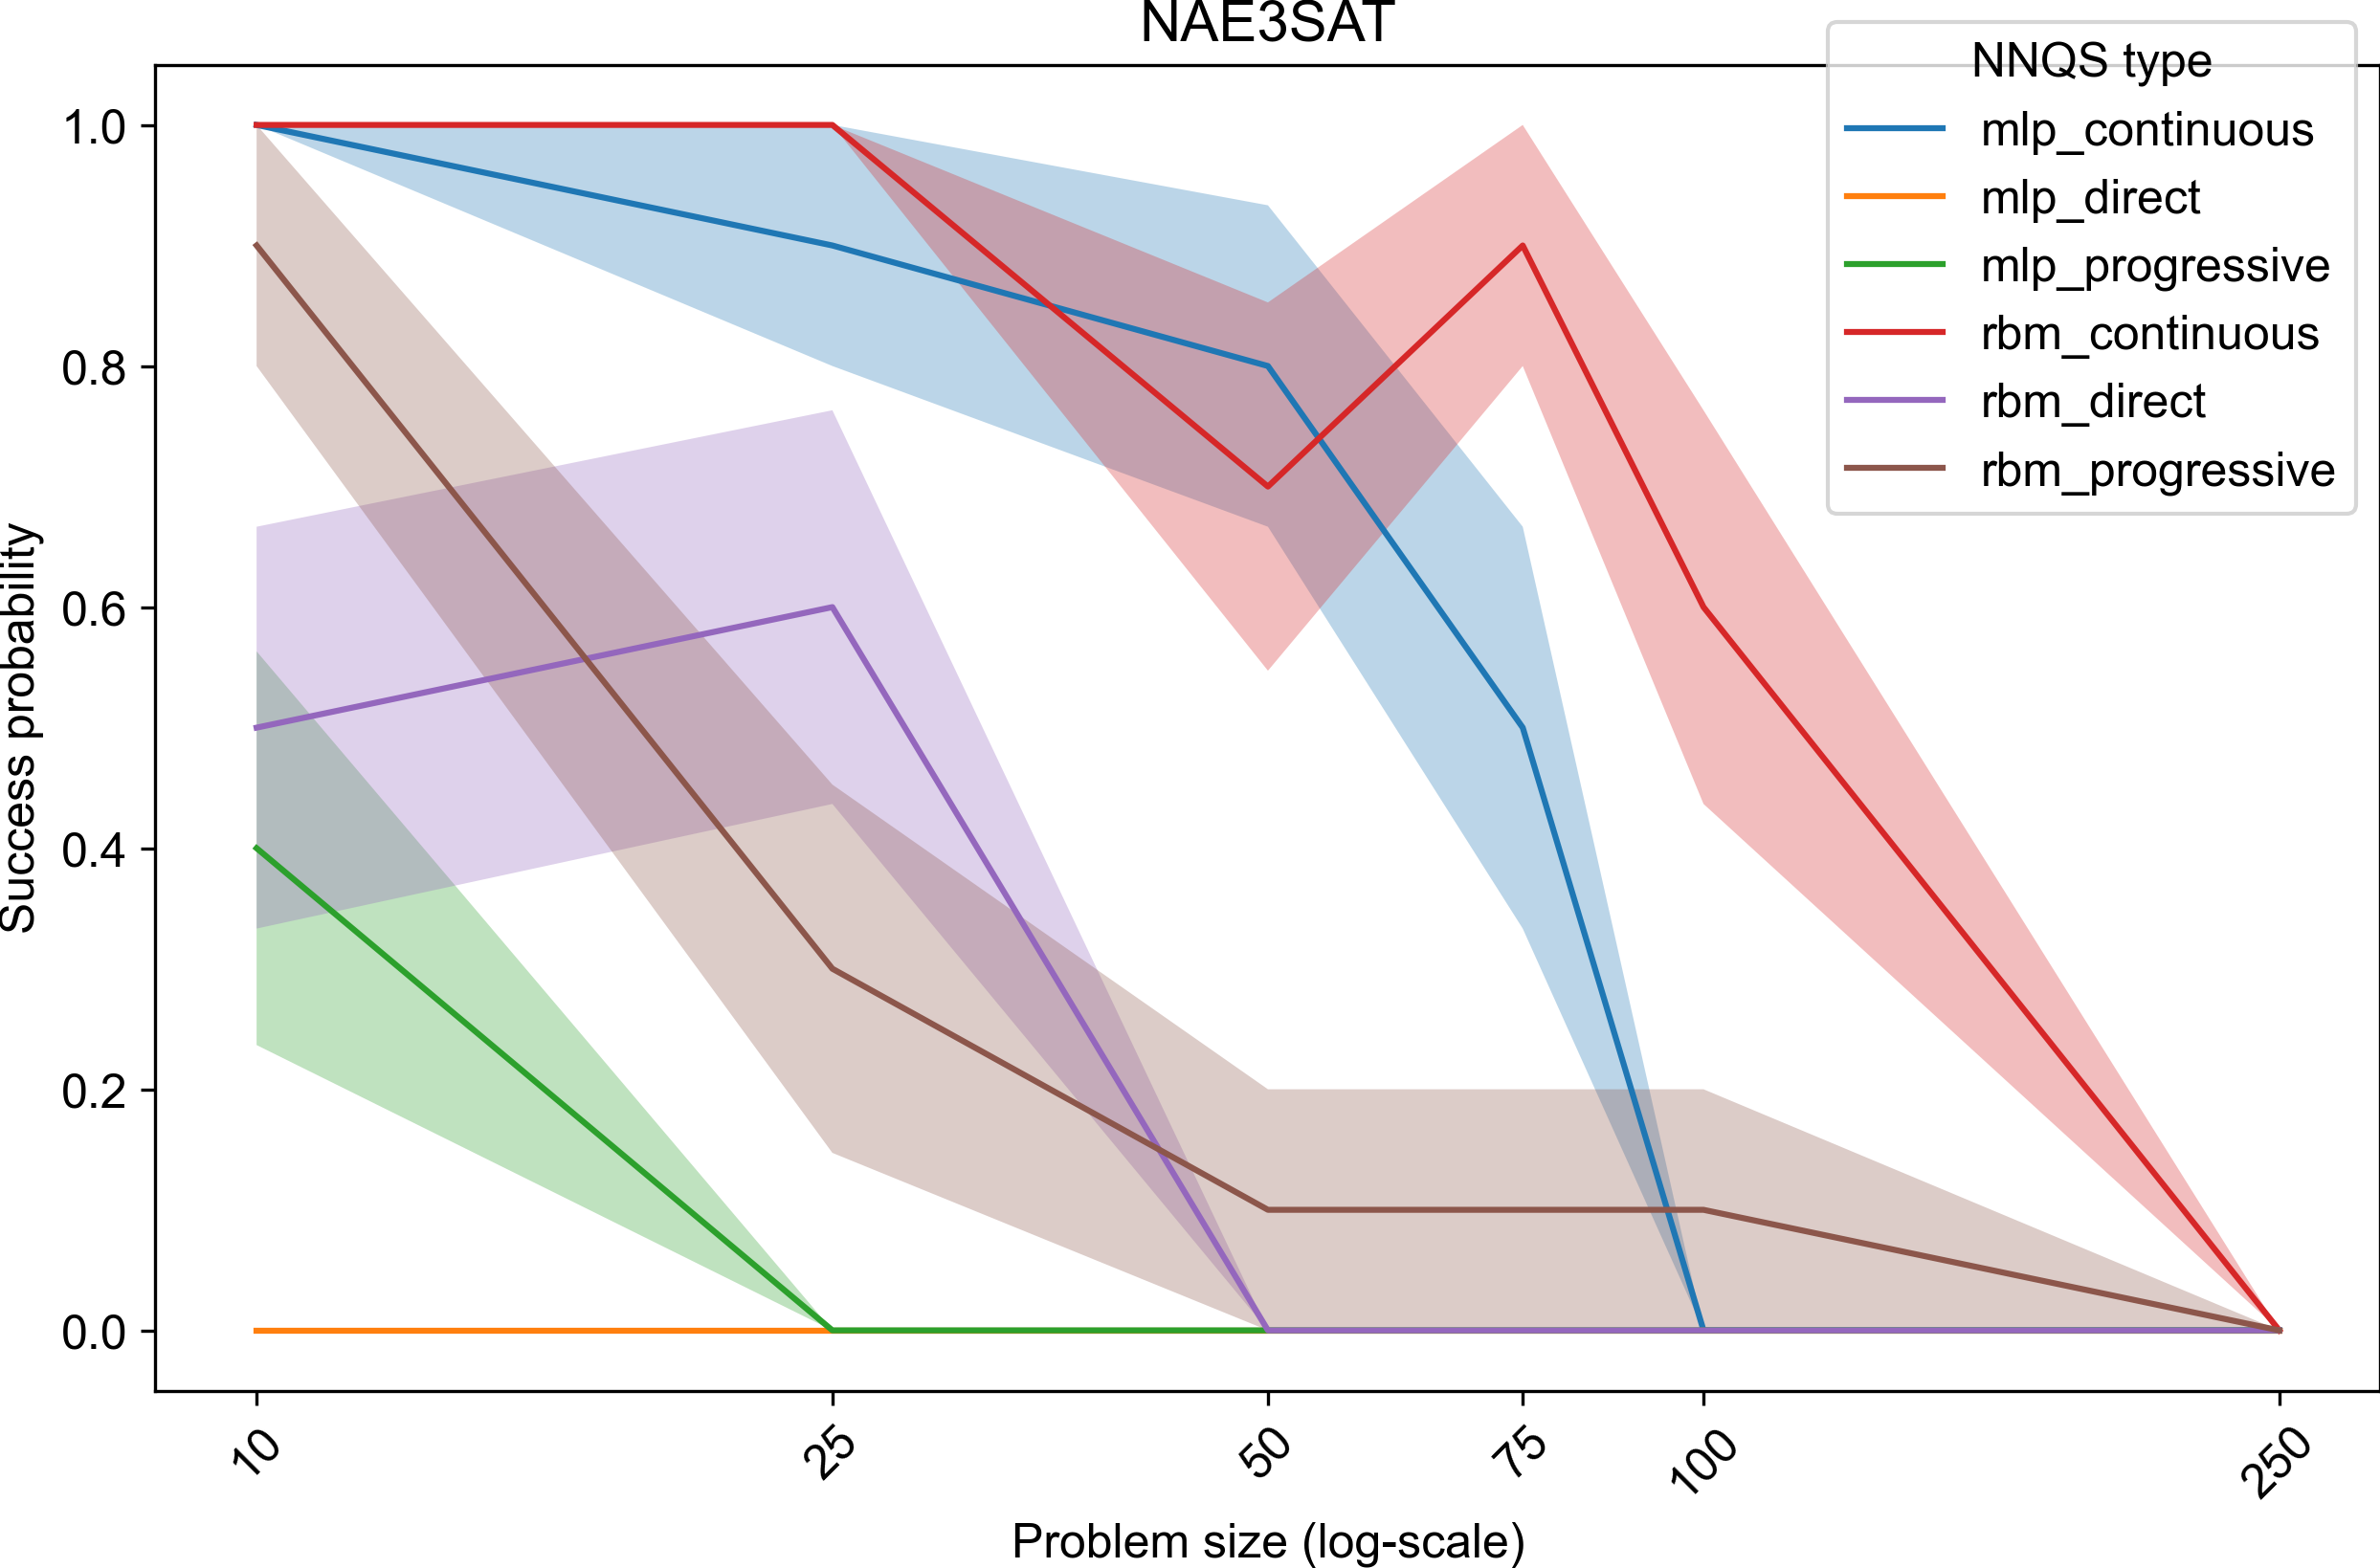 NAE3SAT
NNQS type
mlp_continuous
mlp_direct
mlp_progressive
rbm_continuous
rbm_direct
rbm_progressive
Success probability
1.0
0.8
0.6
0.4
0.2
0.0
10
25
50
75
100
250
Problem size (log-scale)